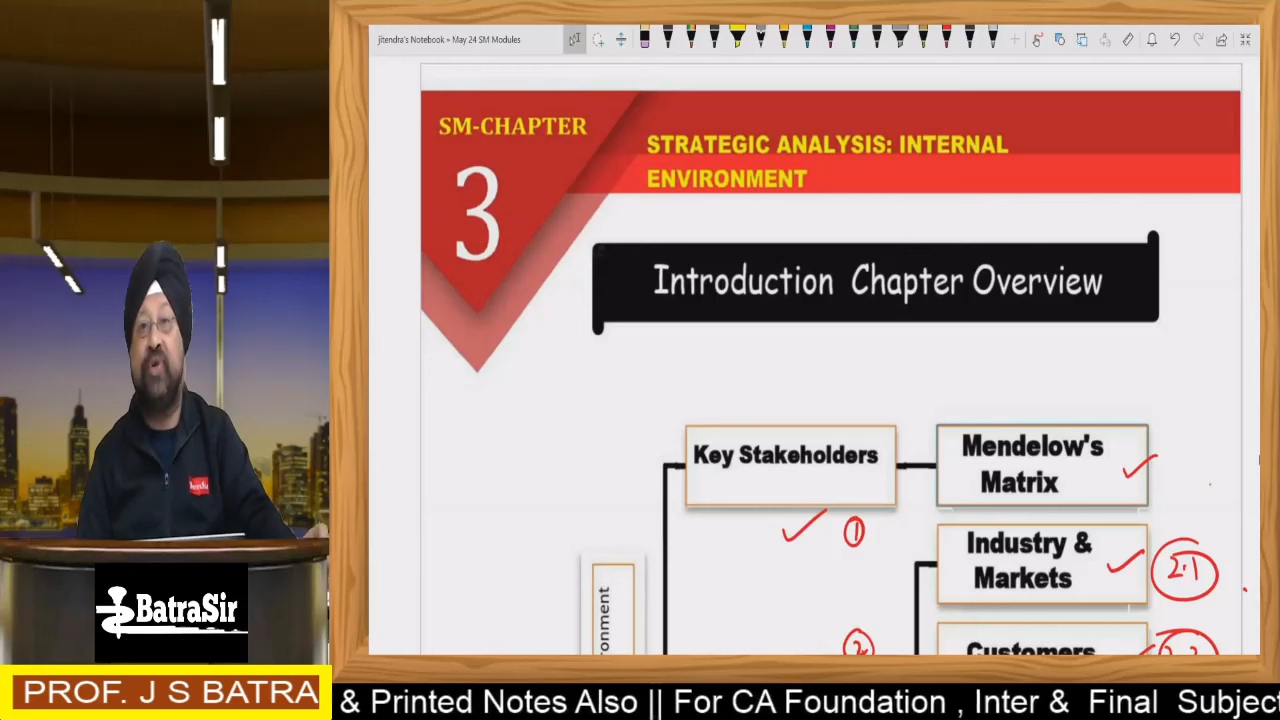 jitendra's Notebook » May 24 SM Modules
SM-CHAPTER
3
STRATEGIC ANALYSIS: INTERNAL
ENVIRONMENT
Introduction Chapter Overview
Key Stakeholders
Mendelow's
Matrix
1
Industry &
Markets
2.1
ronment
2
Customers
BatraSir
PROF. J S BATRA
& Printed Notes Also || For CA Foundation , Inter & Final Subjec